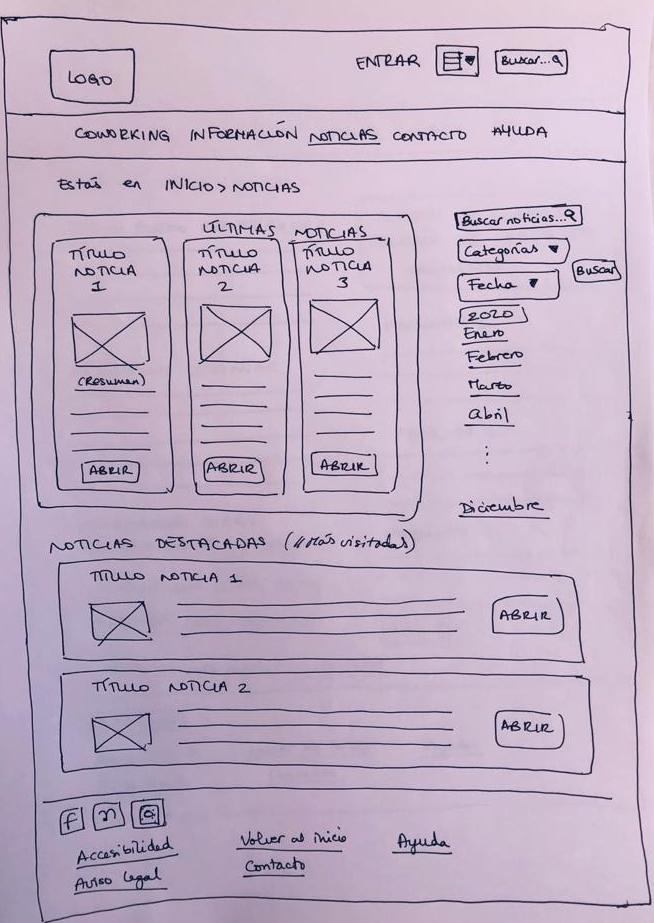 LOGO
ENTRAR
Buscar...
COWORKING INFORMACIÓN NOTICIAS CONTACTO AYUDA
Estás en INICIO > NOTICIAS
ÚLTIMAS NOTICIAS
TÍTULO
NOTICIA
1
(Resumen)
ABRIR
TÍTULO
NOTICIA
2
ABRIR
TÍTULO
NOTICIA
3
ABRIR
Buscar noticias...
Categorías
Fecha
Buscar
2020
Enero
Febrero
Marzo
Abril
Diciembre
NOTICIAS DESTACADAS (Más visitadas)
TÍTULO NOTICIA 1
ABRIR
TÍTULO NOTICIA 2
ABRIR
f
Accesibilidad
Aviso Legal
Volver al inicio
Contacto
Ayuda